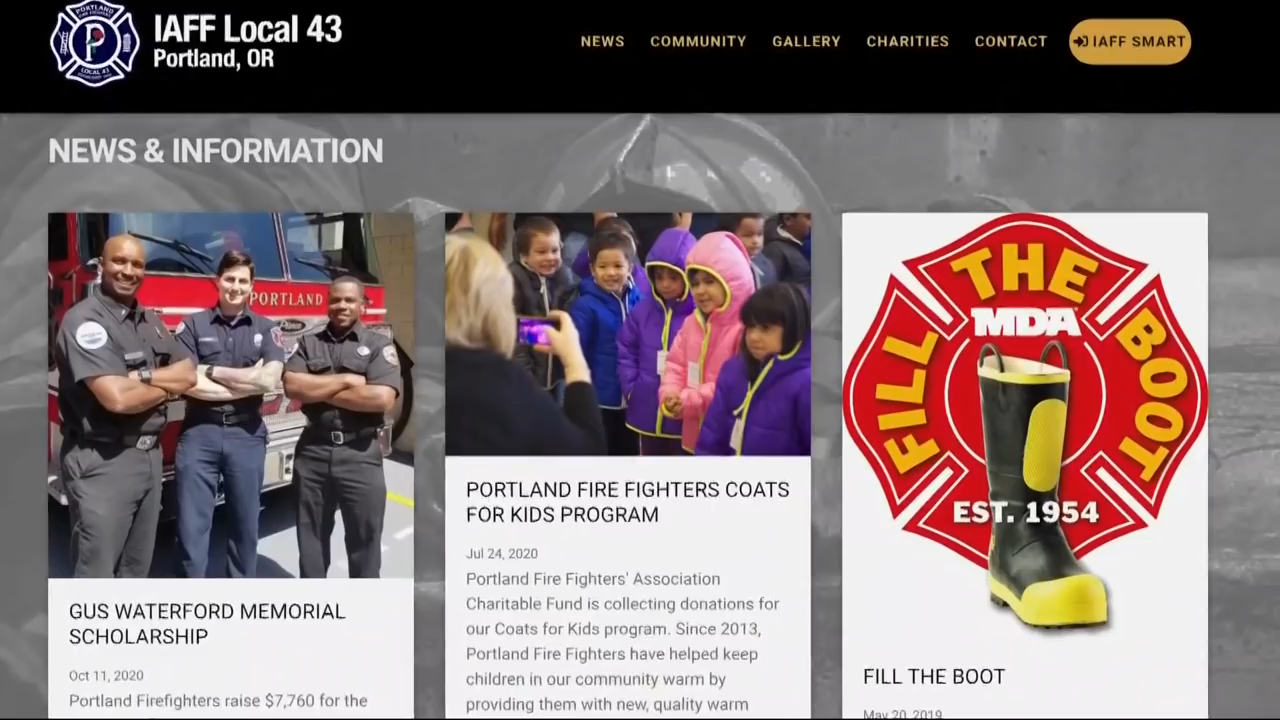 PORTLAND
LOCAL 43
IAFF Local 43
Portland, OR
NEWS
COMMUNITY
GALLERY
CHARITIES
CONTACT
IAFF SMART
NEWS & INFORMATION
PORTLAND
GUS WATERFORD MEMORIAL
SCHOLARSHIP
Oct 11, 2020
Portland Firefighters raise $7,760 for the
PORTLAND FIRE FIGHTERS COATS
FOR KIDS PROGRAM
Jul 24, 2020
Portland Fire Fighters' Association
Charitable Fund is collecting donations for
our Coats for Kids program. Since 2013,
Portland Fire Fighters have helped keep
children in our community warm by
providing them with new, quality warm
FILL THE BOOT
MDA
EST. 1954
FILL THE BOOT
May 20, 2019